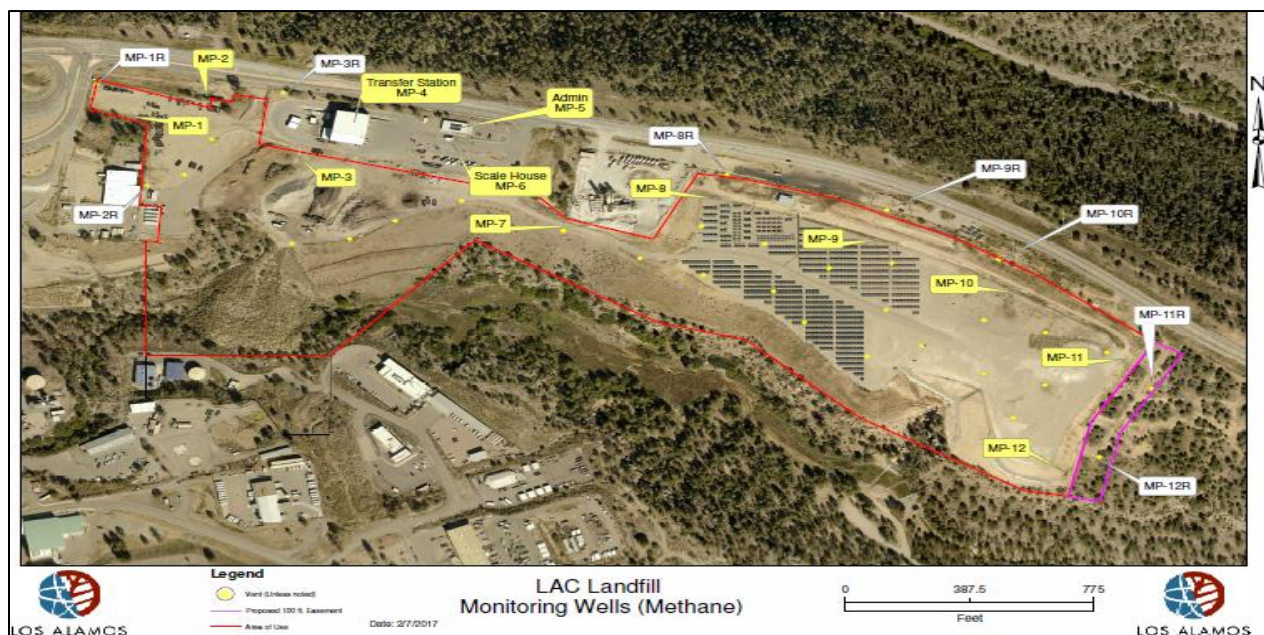 MP-1R
MP-2
MP-3R
Transfer Station
MP-4
Admin
MP-5
N
MP-1
MP-8R
MP-3
Scale House
MP-6
MP-8
MP-9R
MP-2R
MP-7
MP-9
MP-10R
MP-10
MP-11R
MP-11
MP-12
MP-12R
LOS ALAMOS
Legend
Vent (Unless noted)
Proposed 100 ft. Easement
Area of Use
Date: 2/7/2017
LAC Landfill
Monitoring Wells (Methane)
0 387.5 775
Feet
LOS ALAMOS